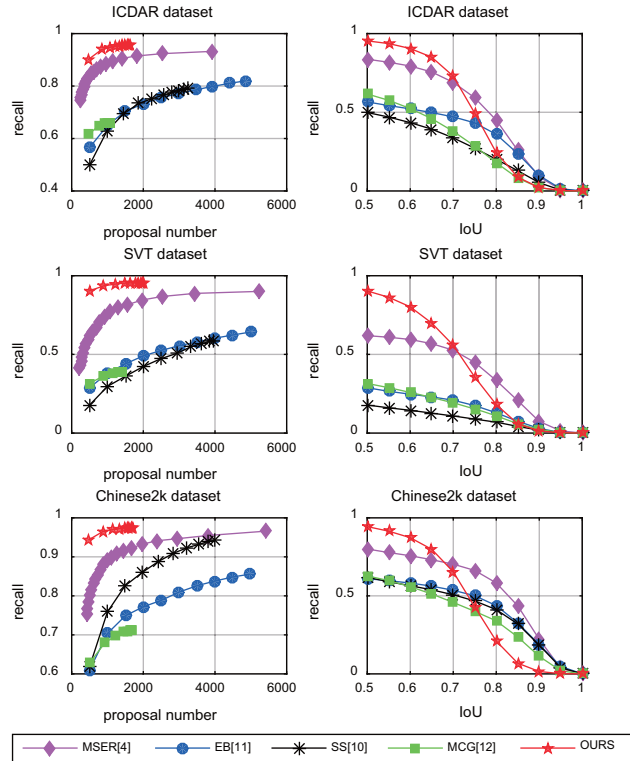 ICDAR dataset
1
0.8
0.6
0.4
recall
0 2000 4000 6000
proposal number
ICDAR dataset
1
0.5
0
recall
0.5 0.6 0.7 0.8 0.9 1
IoU
SVT dataset
1
0.5
0
recall
0 2000 4000 6000
proposal number
SVT dataset
1
0.5
0
recall
0.5 0.6 0.7 0.8 0.9 1
IoU
Chinese2k dataset
1
0.9
0.8
0.7
0.6
recall
0 2000 4000 6000
proposal number
Chinese2k dataset
1
0.5
0
recall
0.5 0.6 0.7 0.8 0.9 1
IoU
MSER[4] EB[11] SS[10] MCG[12] OURS